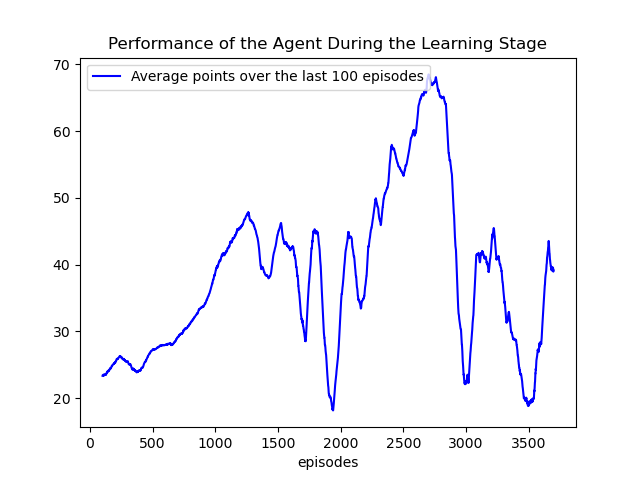 Performance of the Agent During the Learning Stage
Average points over the last 100 episodes
70
60
50
40
30
20
0 500 1000 1500 2000 2500 3000 3500
episodes